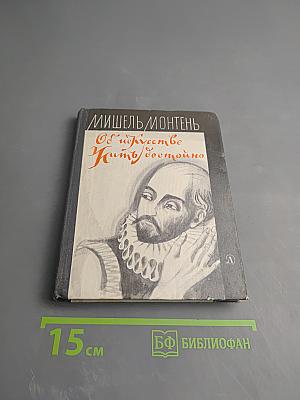 МИШЕЛЬ МОНТЕНЬ
Об искусстве
жить достойно
Д
15 см
БФ БИБЛИОФАН